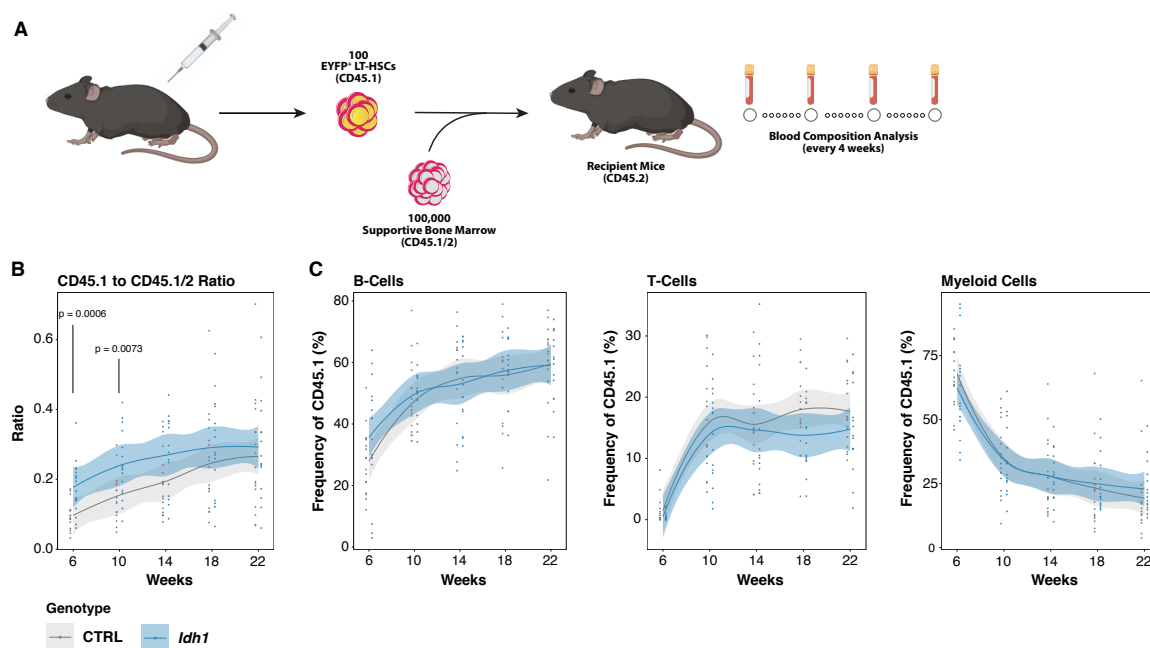 A
100
EYFP⁺ LT-HSCs
(CD45.1)
100,000
Supportive Bone Marrow
(CD45.1/2)
Recipient Mice
(CD45.2)
Blood Composition Analysis
(every 4 weeks)
B
CD45.1 to CD45.1/2 Ratio
p = 0.0006
p = 0.0073
Ratio
0.6
0.4
0.2
0.0
6 10 14 18 22
Weeks
C
B-Cells
Frequency of CD45.1 (%)
80
60
40
20
0
6 10 14 18 22
Weeks
T-Cells
Frequency of CD45.1 (%)
30
20
10
0
6 10 14 18 22
Weeks
Myeloid Cells
Frequency of CD45.1 (%)
75
50
25
0
6 10 14 18 22
Weeks
Genotype
CTRL
Idh1